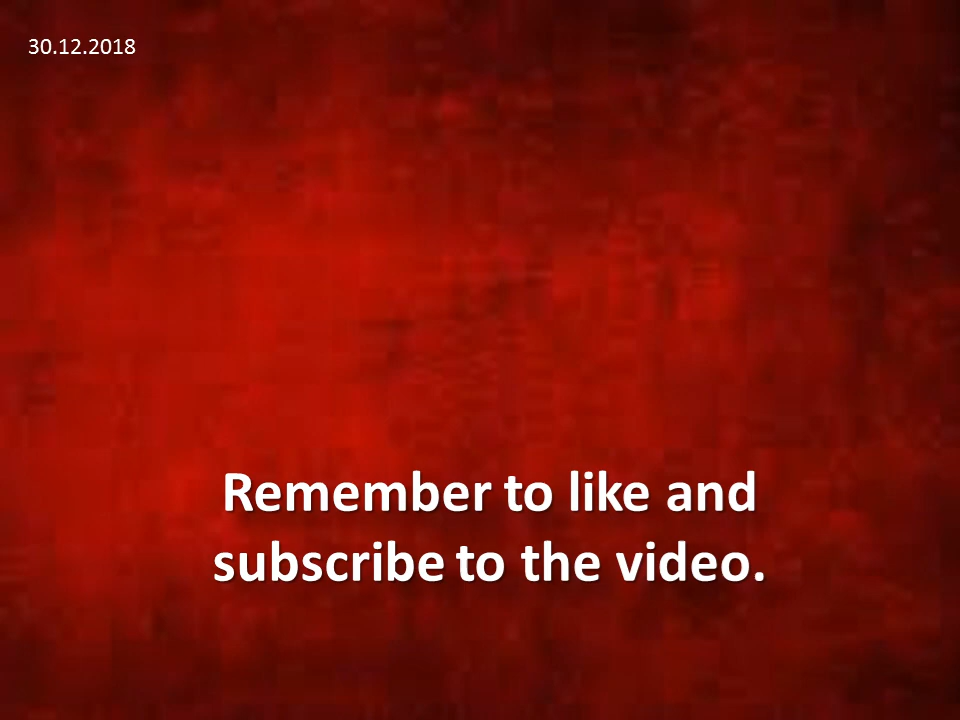 30.12.2018
Remember to like and
subscribe to the video.